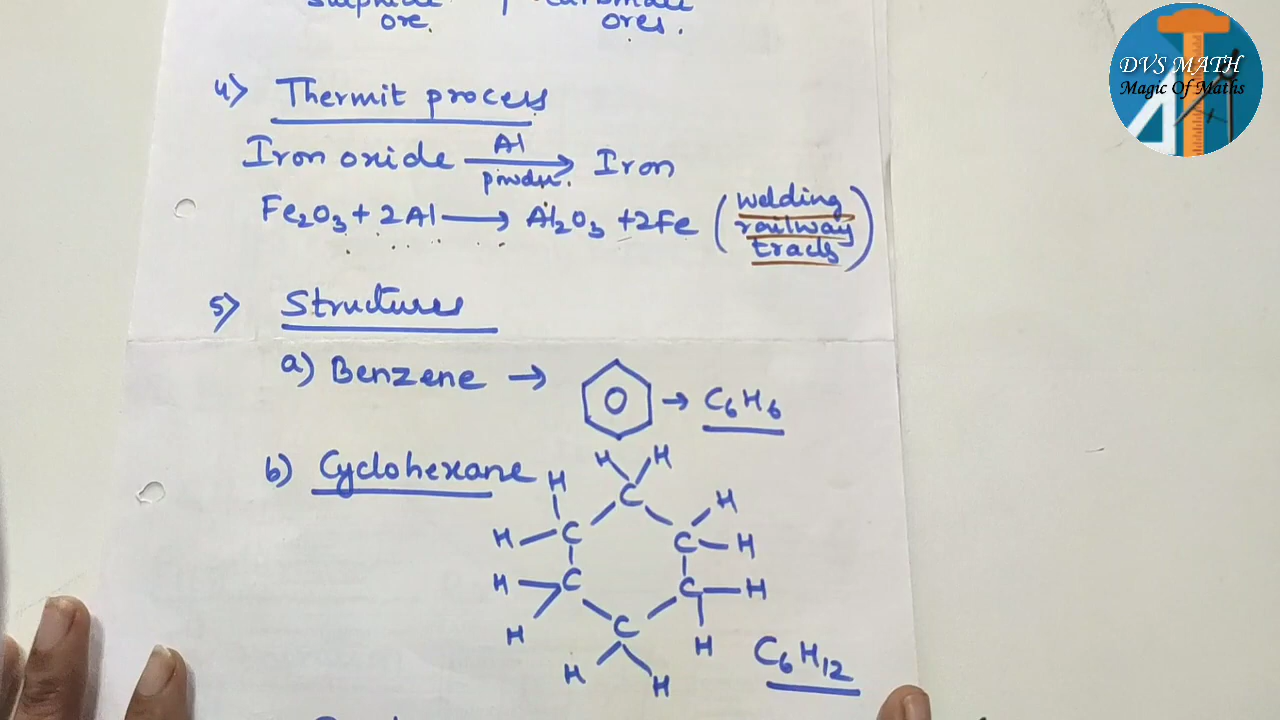 ore.
ores.
4) Thermit process
Iron oxide Al powder. Iron
Fe₂O₃ + 2Al → Al₂O₃ + 2Fe (welding railway tracks)
5) Structures
a) Benzene → → C₆H₆
b) Cyclohexane
H H
H C
H H
H C C H
H C C H
H C H
H H
C₆H₁₂
DVS MATH
Magic Of Maths